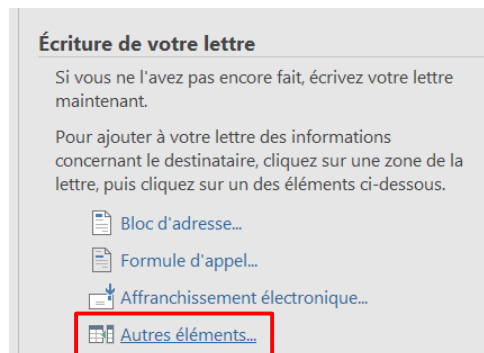 Écriture de votre lettre
Si vous ne l'avez pas encore fait, écrivez votre lettre
maintenant.
Pour ajouter à votre lettre des informations
concernant le destinataire, cliquez sur une zone de la
lettre, puis cliquez sur un des éléments ci-dessous.
Bloc d'adresse...
Formule d'appel...
Affranchissement électronique...
Autres éléments...